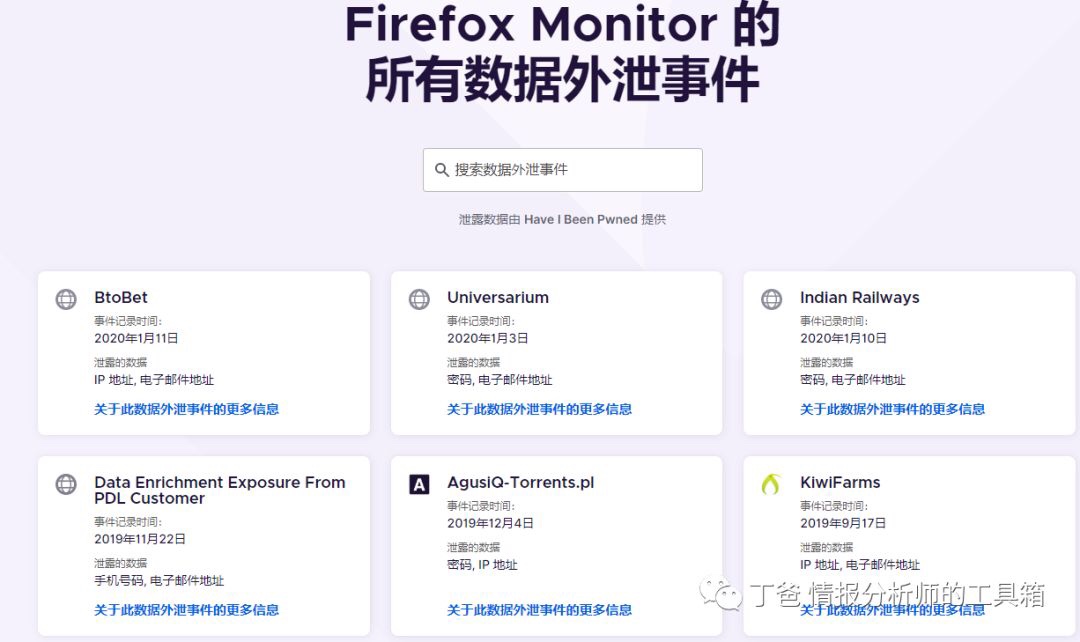 Firefox Monitor 的
所有数据外泄事件
搜索数据外泄事件
泄露数据由 Have I Been Pwned 提供
BtoBet
事件记录时间：
2020年1月11日
泄露的数据
IP 地址, 电子邮件地址
关于此数据外泄事件的更多信息
Universarium
事件记录时间：
2020年1月3日
泄露的数据
密码, 电子邮件地址
关于此数据外泄事件的更多信息
Indian Railways
事件记录时间：
2020年1月10日
泄露的数据
密码, 电子邮件地址
关于此数据外泄事件的更多信息
Data Enrichment Exposure From
PDL Customer
事件记录时间：
2019年11月22日
泄露的数据
手机号码, 电子邮件地址
关于此数据外泄事件的更多信息
A
AgusiQ-Torrents.pl
事件记录时间：
2019年12月4日
泄露的数据
密码, IP 地址
关于此数据外泄事件的更多信息
KiwiFarms
事件记录时间：
2019年9月17日
泄露的数据
IP 地址, 电子邮件地址
关于此数据外泄事件的更多信息
丁爸 情报分析师的工具箱